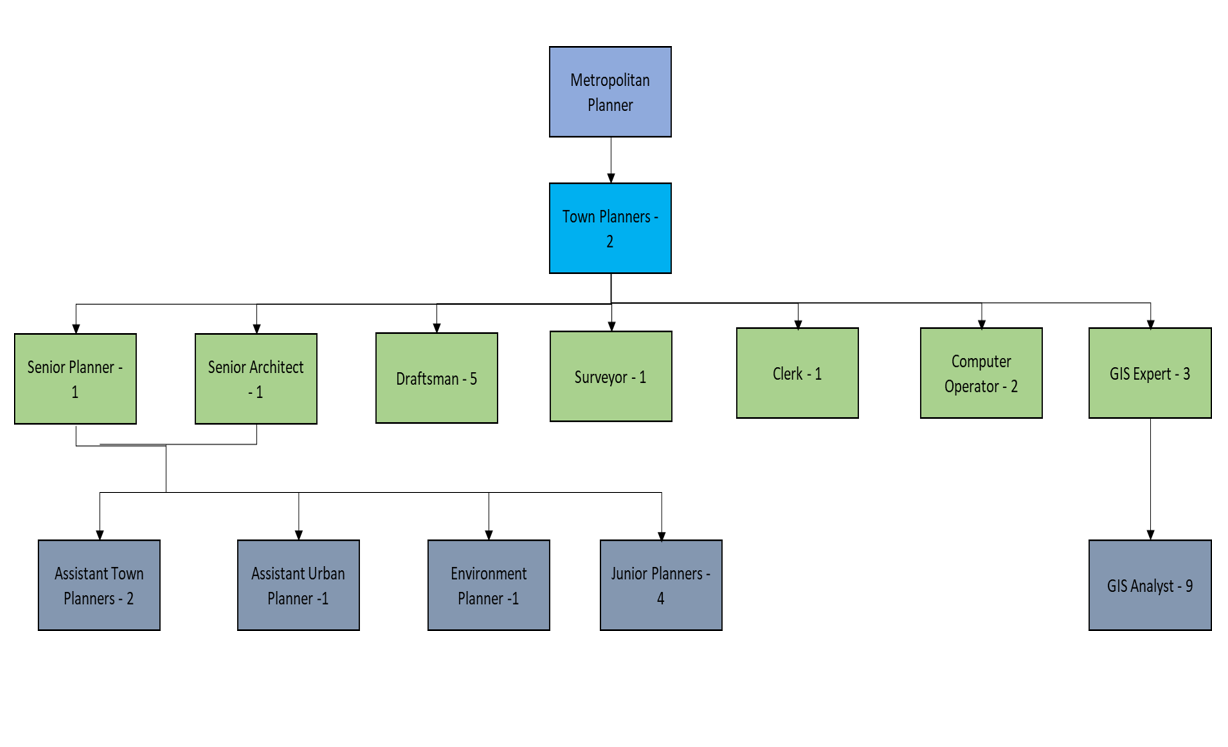 Metropolitan
Planner
Town Planners -
2
Senior Planner -
1
Senior Architect
- 1
Draftsman - 5
Surveyor - 1
Clerk - 1
Computer
Operator - 2
GIS Expert - 3
Assistant Town
Planners - 2
Assistant Urban
Planner -1
Environment
Planner -1
Junior Planners -
4
GIS Analyst - 9